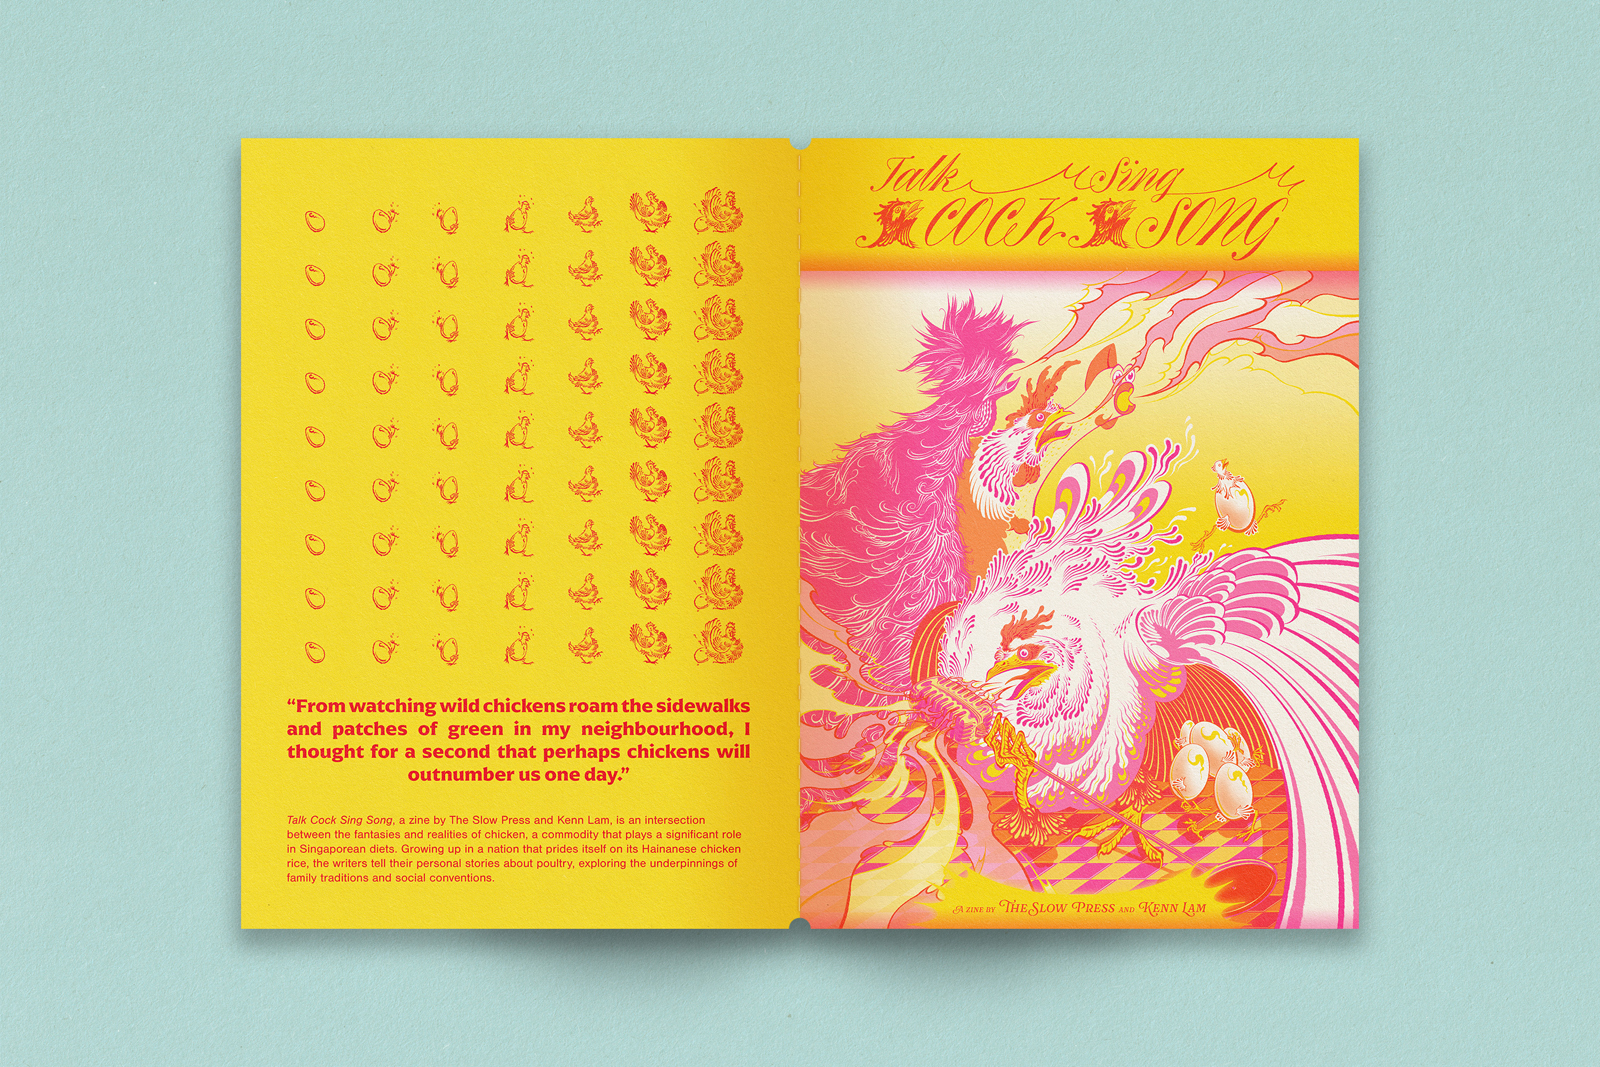 “From watching wild chickens roam the sidewalks
and patches of green in my neighbourhood, I
thought for a second that perhaps chickens will
outnumber us one day.”
Talk Cock Sing Song, a zine by The Slow Press and Kenn Lam, is an intersection
between the fantasies and realities of chicken, a commodity that plays a significant role
in Singaporean diets. Growing up in a nation that prides itself on its Hainanese chicken
rice, the writers tell their personal stories about poultry, exploring the underpinnings of
family traditions and social conventions.
Talk Sing
COCK SONG
A ZINE BY THE SLOW PRESS AND KENN LAM